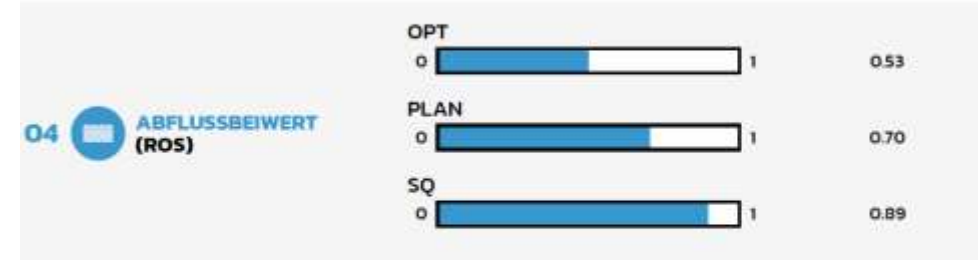 04 ABFLUSSBEIWERT
(ROS)
OPT
0 1 0.53
PLAN
0 1 0.70
SQ
0 1 0.89